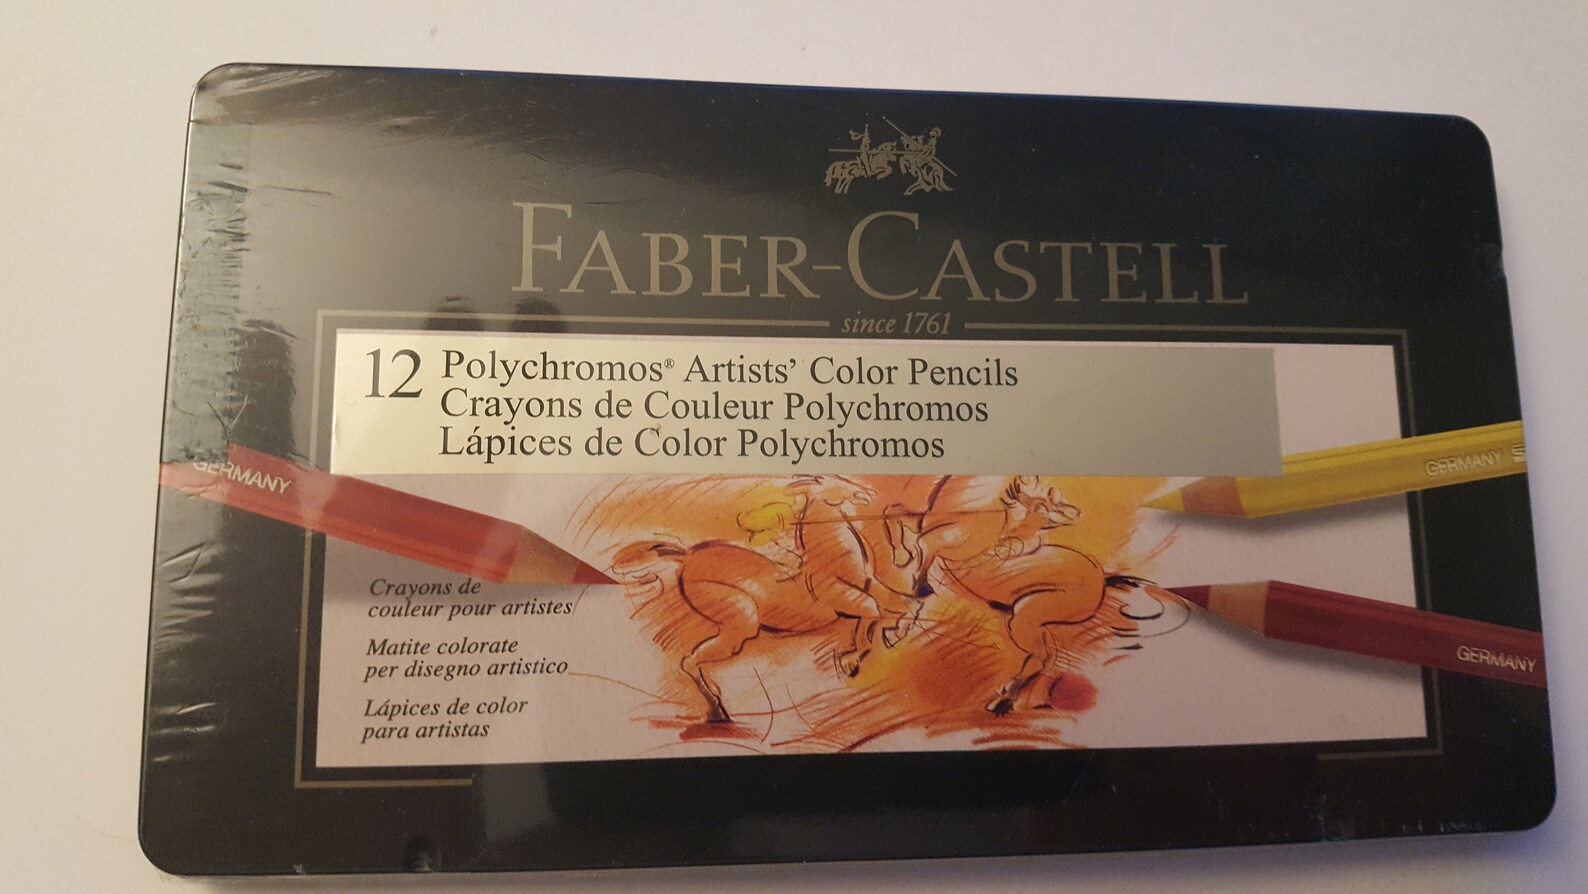 FABER-CASTELL
since 1761
12 Polychromos® Artists' Color Pencils
Crayons de Couleur Polychromos
Lápices de Color Polychromos
GERMANY
GERMANY
Crayons de
couleur pour artistes
Matite colorate
per disegno artistico
Lápices de color
para artistas
GERMANY